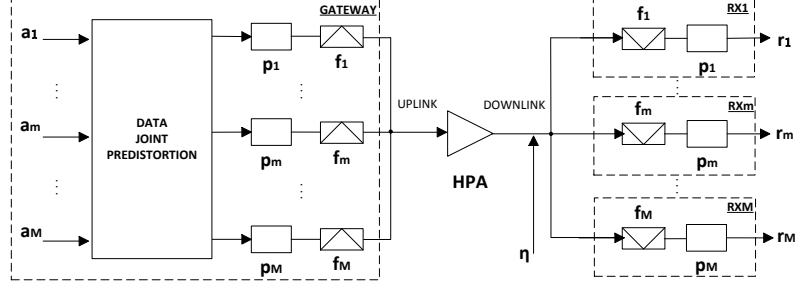 GATEWAY
a1
am
aM
DATA
JOINT
PREDISTORTION
p1
f1
pm
fm
pM
fM
UPLINK
HPA
DOWNLINK
η
RX1
f1
p1
r1
RXm
fm
pm
rm
RXM
fM
pM
rM